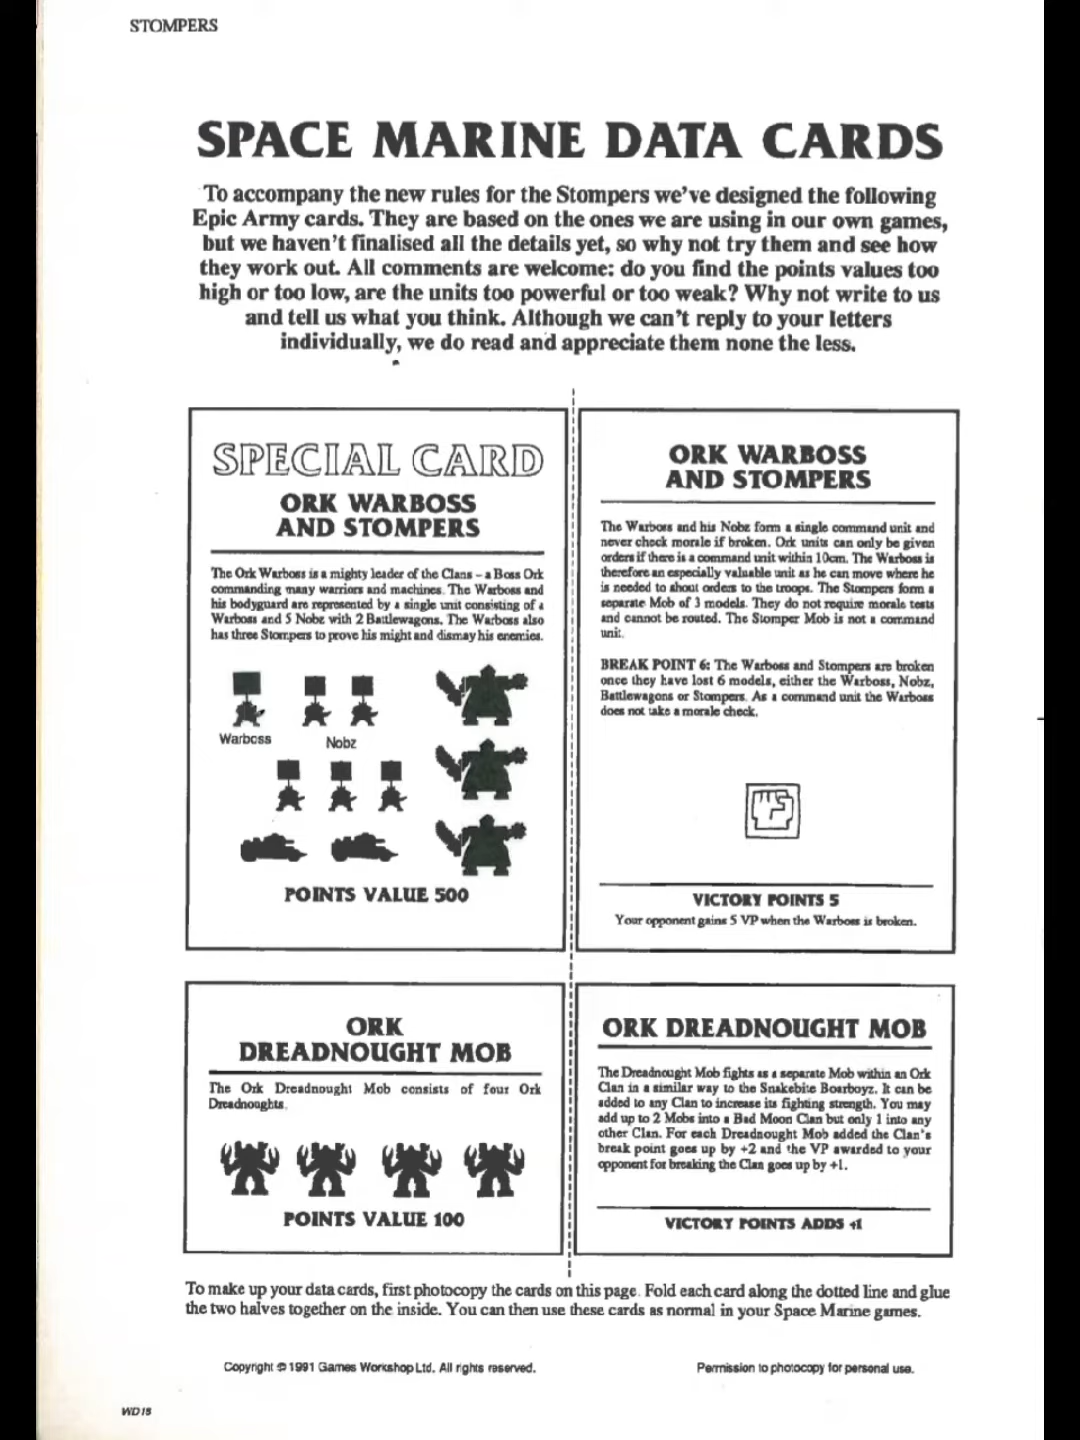 STOMPERS
SPACE MARINE DATA CARDS
To accompany the new rules for the Stompers we've designed the following
Epic Army cards. They are based on the ones we are using in our own games,
but we haven't finalised all the details yet, so why not try them and see how
they work out. All comments are welcome: do you find the points values too
high or too low, are the units too powerful or too weak? Why not write to us
and tell us what you think. Although we can't reply to your letters
individually, we do read and appreciate them none the less.
SPECIAL CARD
ORK WARBOSS
AND STOMPERS
The Ork Warboss is a mighty leader of the Clans – a Boss Ork
commanding many warriors and machines. The Warboss and
his bodyguard are represented by a single unit consisting of a
Warboss and 5 Nobz with 2 Battlewagons. The Warboss also
has three Stompers to prove his might and dismay his enemies.
Warboss
Nobz
POINTS VALUE 500
ORK WARBOSS
AND STOMPERS
The Warboss and his Nobz form a single command unit and
never check morale if broken. Ork units can only be given
orders if there is a command unit within 10cm. The Warboss is
therefore an especially valuable unit as he can move where he
is needed to shout orders to the troops. The Stompers form a
separate Mob of 3 models. They do not require morale tests
and cannot be routed. The Stomper Mob is not a command
unit.
BREAK POINT 6: The Warboss and Stompers are broken
once they have lost 6 models, either the Warboss, Nobz,
Battlewagons or Stompers. As a command unit the Warboss
does not take a morale check.
VICTORY POINTS 5
Your opponent gains 5 VP when the Warboss is broken.
ORK
DREADNOUGHT MOB
The Ork Dreadnought Mob consists of four Ork
Dreadnoughts.
POINTS VALUE 100
ORK DREADNOUGHT MOB
The Dreadnought Mob fights as a separate Mob within an Ork
Clan in a similar way to the Snakebite Boarboyz. It can be
added to any Clan to increase its fighting strength. You may
add up to 2 Mobs into a Bad Moon Clan but only 1 into any
other Clan. For each Dreadnought Mob added the Clan's
break point goes up by +2 and the VP awarded to your
opponent for breaking the Clan goes up by +1.
VICTORY POINTS ADDS +1
To make up your data cards, first photocopy the cards on this page. Fold each card along the dotted line and glue
the two halves together on the inside. You can then use these cards as normal in your Space Marine games.
Copyright © 1991 Games Workshop Ltd. All rights reserved.
Permission to photocopy for personal use.
WD18